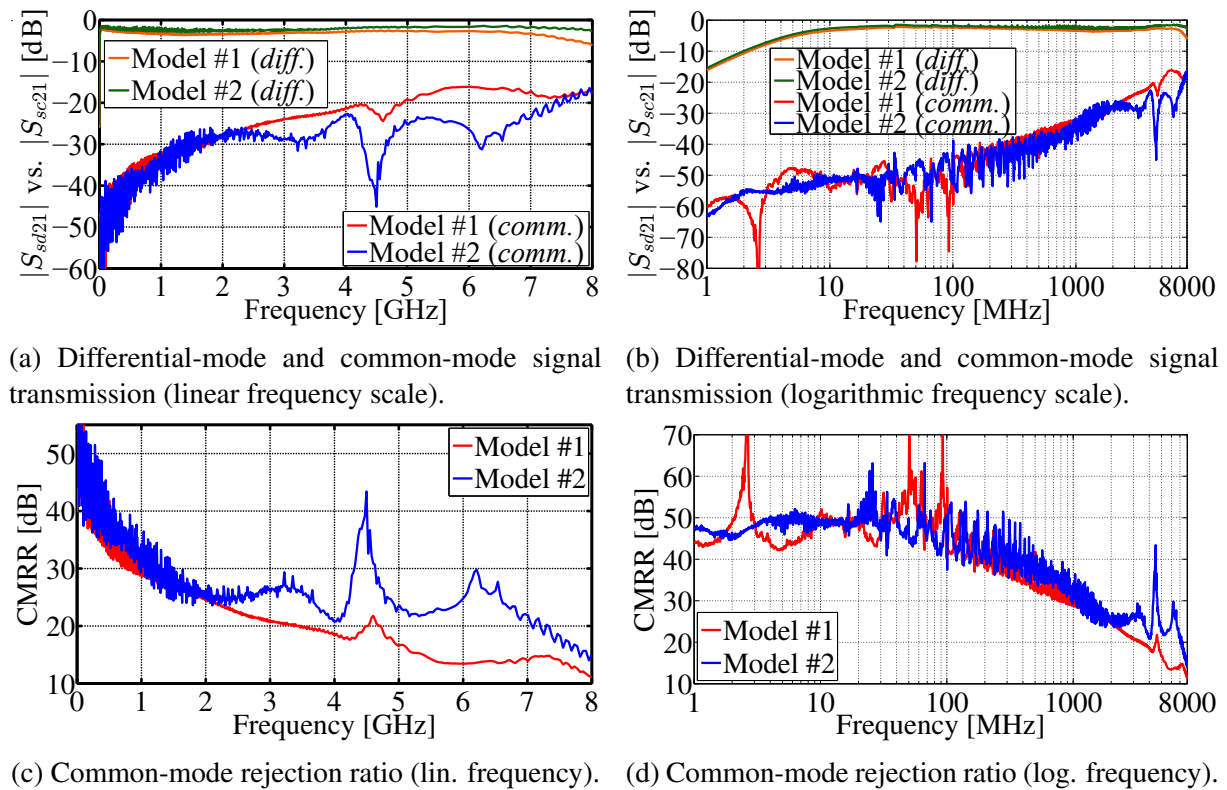 |S_sd21| vs. |S_sc21| [dB]
0
−10
−20
−30
−40
−50
−60
Model #1 (diff.)
Model #2 (diff.)
Model #1 (comm.)
Model #2 (comm.)
0 1 2 3 4 5 6 7 8
Frequency [GHz]
|S_sd21| vs. |S_sc21| [dB]
0
−10
−20
−30
−40
−50
−60
−70
−80
Model #1 (diff.)
Model #2 (diff.)
Model #1 (comm.)
Model #2 (comm.)
1 10 100 1000 8000
Frequency [MHz]
(a) Differential-mode and common-mode signal
transmission (linear frequency scale).
(b) Differential-mode and common-mode signal
transmission (logarithmic frequency scale).
CMRR [dB]
50
40
30
20
10
Model #1
Model #2
0 1 2 3 4 5 6 7 8
Frequency [GHz]
CMRR [dB]
70
60
50
40
30
20
10
Model #1
Model #2
1 10 100 1000 8000
Frequency [MHz]
(c) Common-mode rejection ratio (lin. frequency).
(d) Common-mode rejection ratio (log. frequency).